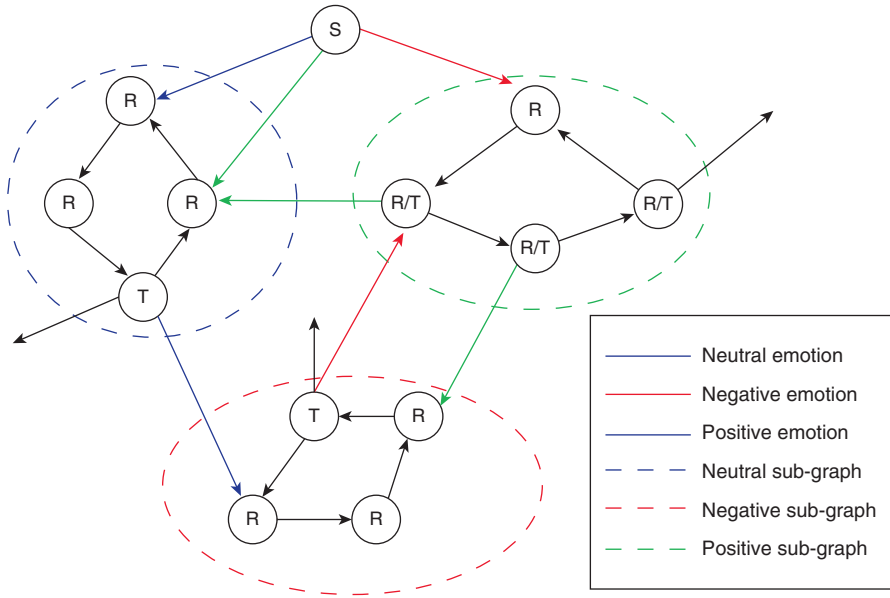 S
R
R
R
R
R/T
R/T
R/T
T
T
R
R
R
Neutral emotion
Negative emotion
Positive emotion
Neutral sub-graph
Negative sub-graph
Positive sub-graph